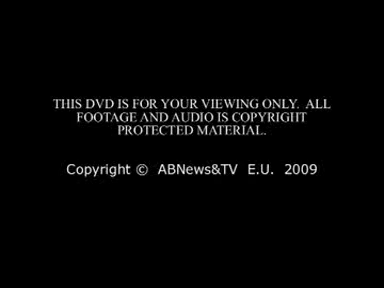 THIS DVD IS FOR YOUR VIEWING ONLY.  ALL
FOOTAGE AND AUDIO IS COPYRIGHT
PROTECTED MATERIAL.
Copyright ©  ABNews&TV  E.U.  2009